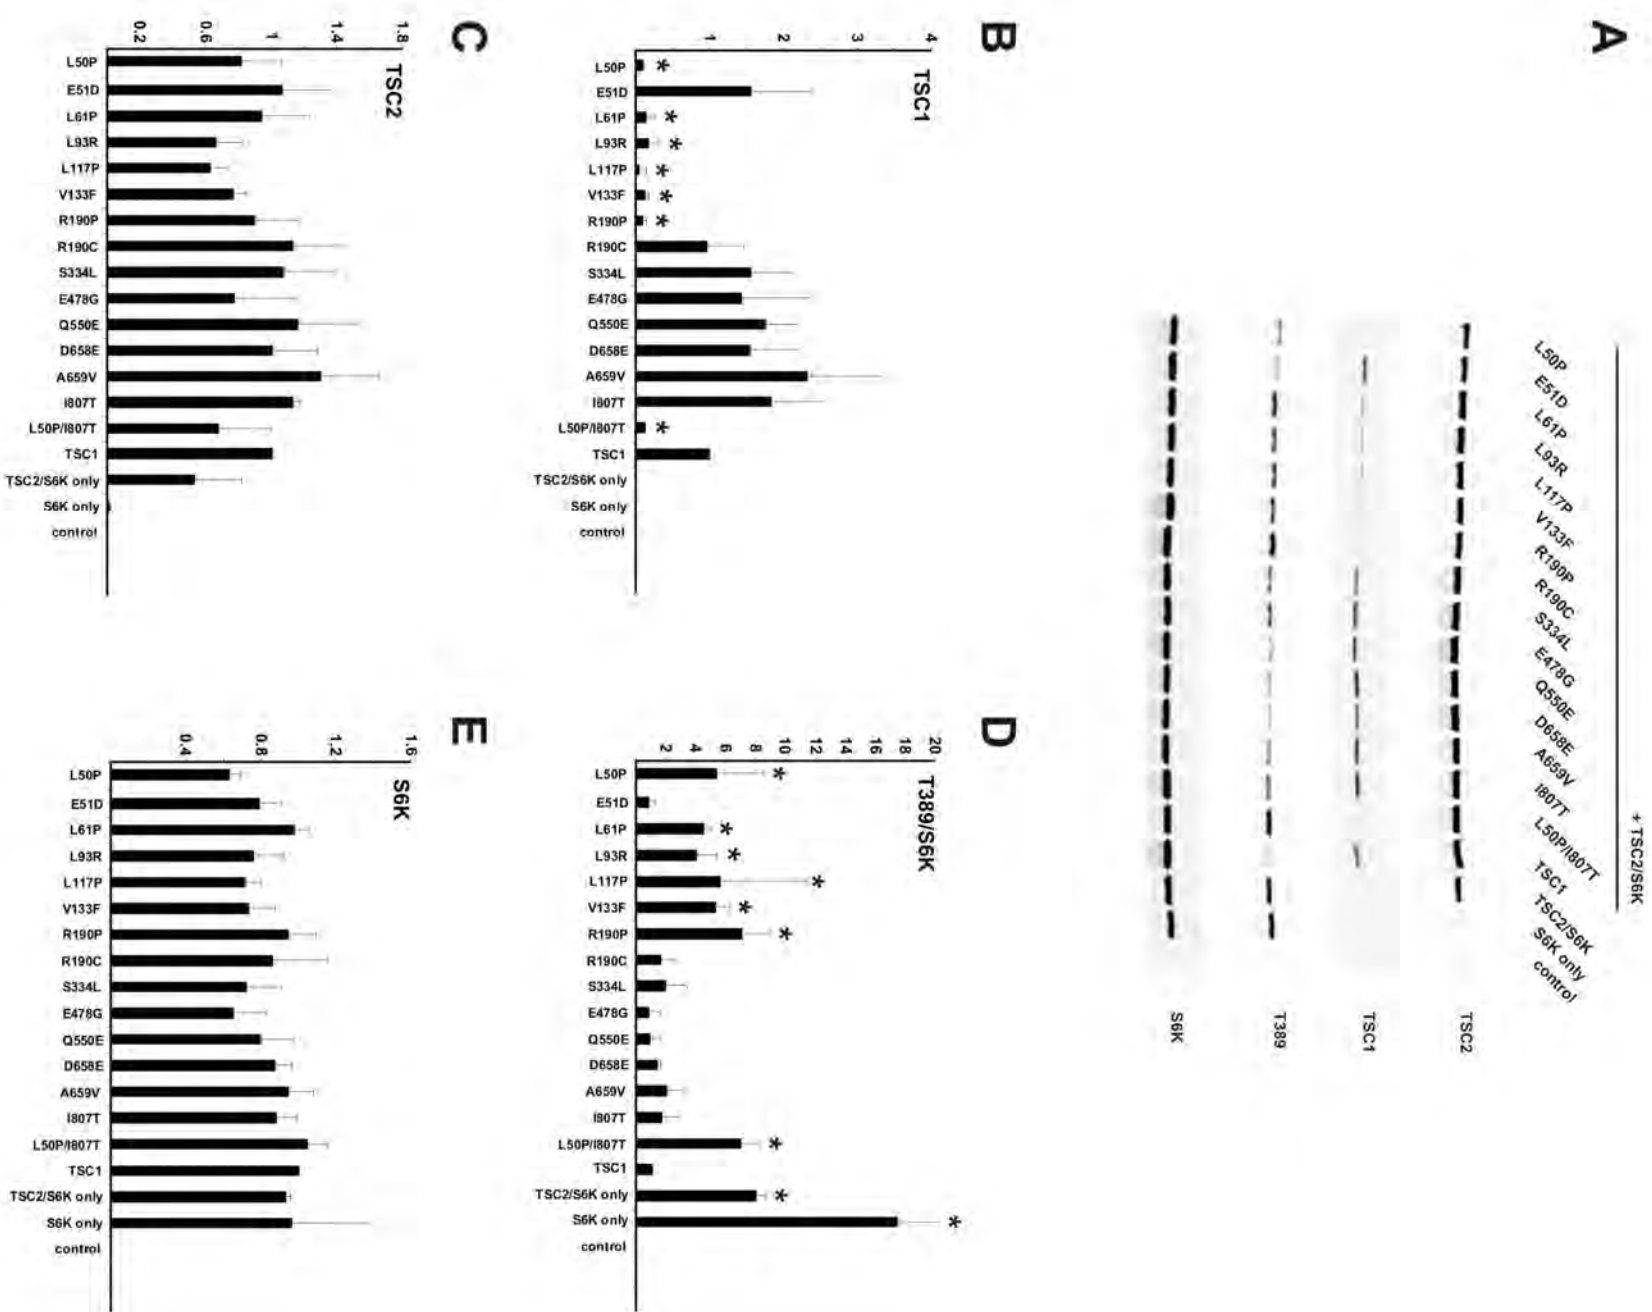 A
+ TSC2/S6K
L50P
E51D
L61P
L93R
L117P
V133F
R190P
R190C
S334L
E478G
Q550E
D658E
A659V
I807T
L50P/I807T
TSC1
TSC2/S6K
S6K only
control
TSC2
TSC1
T389
S6K
B
TSC1
4
3
2
1
L50P
E51D
L61P
L93R
L117P
V133F
R190P
R190C
S334L
E478G
Q550E
D658E
A659V
I807T
L50P/I807T
TSC1
TSC2/S6K only
S6K only
control
* * * * * * *
C
TSC2
1.8
1.4
1
0.6
0.2
L50P
E51D
L61P
L93R
L117P
V133F
R190P
R190C
S334L
E478G
Q550E
D658E
A659V
I807T
L50P/I807T
TSC1
TSC2/S6K only
S6K only
control
D
T389/S6K
20
18
16
14
12
10
8
6
4
2
L50P
E51D
L61P
L93R
L117P
V133F
R190P
R190C
S334L
E478G
Q550E
D658E
A659V
I807T
L50P/I807T
TSC1
TSC2/S6K only
S6K only
control
* * * * * * * * *
E
S6K
1.6
1.2
0.8
0.4
L50P
E51D
L61P
L93R
L117P
V133F
R190P
R190C
S334L
E478G
Q550E
D658E
A659V
I807T
L50P/I807T
TSC1
TSC2/S6K only
S6K only
control